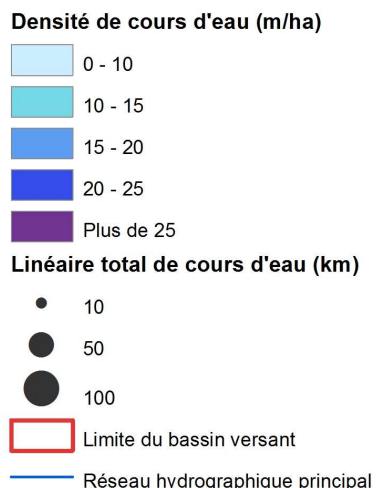 Densité de cours d'eau (m/ha)
0 - 10
10 - 15
15 - 20
20 - 25
Plus de 25
Linéaire total de cours d'eau (km)
10
50
100
Limite du bassin versant
Réseau hydrographique principal